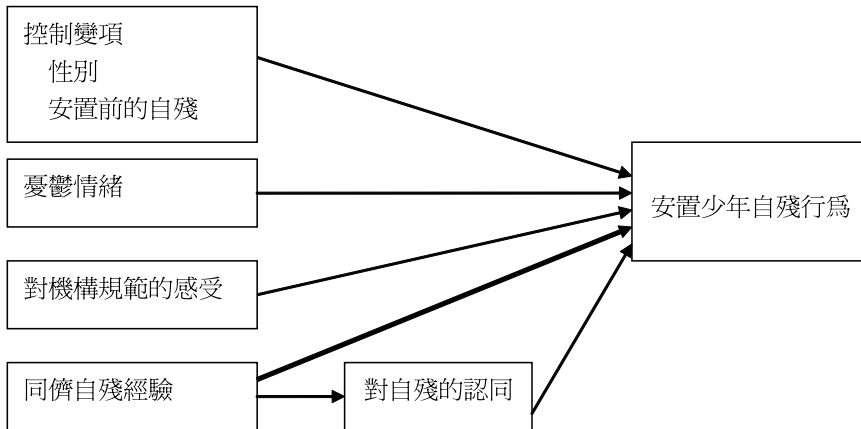 控制變項
性別
安置前的自殘
憂鬱情緒
安置少年自殘行為
對機構規範的感受
同儕自殘經驗
對自殘的認同